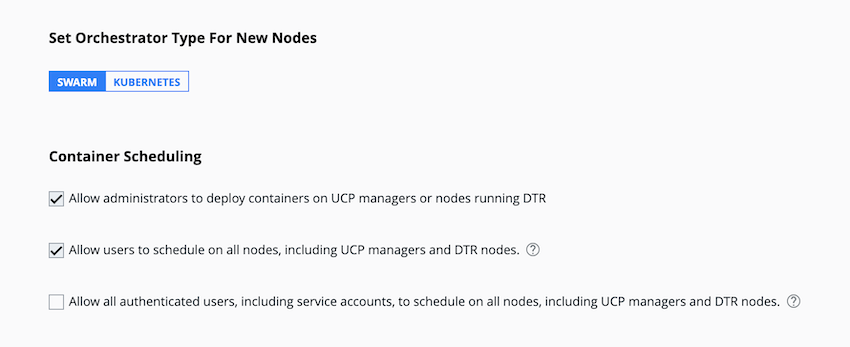 Set Orchestrator Type For New Nodes
SWARM KUBERNETES
Container Scheduling
Allow administrators to deploy containers on UCP managers or nodes running DTR
Allow users to schedule on all nodes, including UCP managers and DTR nodes. ?
Allow all authenticated users, including service accounts, to schedule on all nodes, including UCP managers and DTR nodes. ?